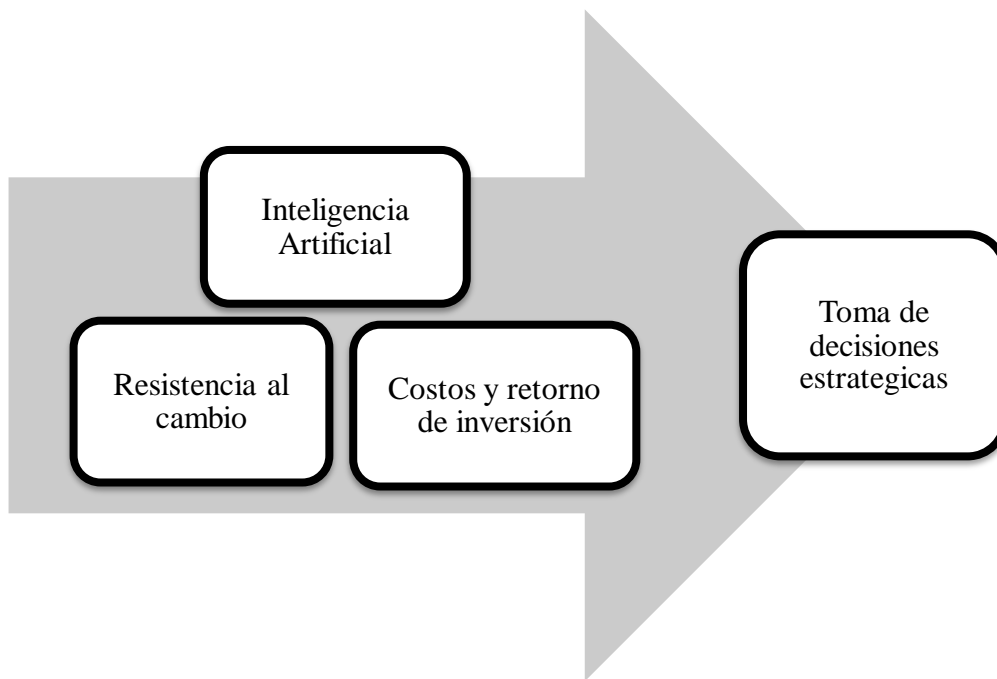 Inteligencia
Artificial
Resistencia al
cambio
Costos y retorno
de inversión
Toma de
decisiones
estrategicas